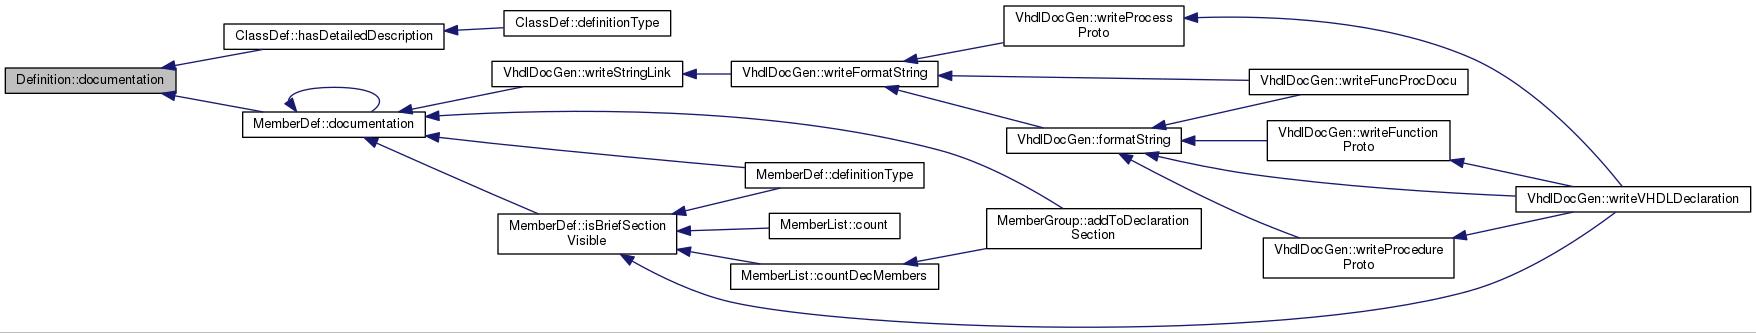 Definition::documentation
ClassDef::hasDetailedDescription
ClassDef::definitionType
MemberDef::documentation
VhdlDocGen::writeStringLink
VhdlDocGen::writeFormatString
VhdlDocGen::writeProcess
Proto
VhdlDocGen::writeFuncProcDocu
VhdlDocGen::formatString
VhdlDocGen::writeFunction
Proto
VhdlDocGen::writeVHDLDeclaration
VhdlDocGen::writeProcedure
Proto
MemberDef::definitionType
MemberDef::isBriefSection
Visible
MemberList::count
MemberList::countDecMembers
MemberGroup::addToDeclaration
Section